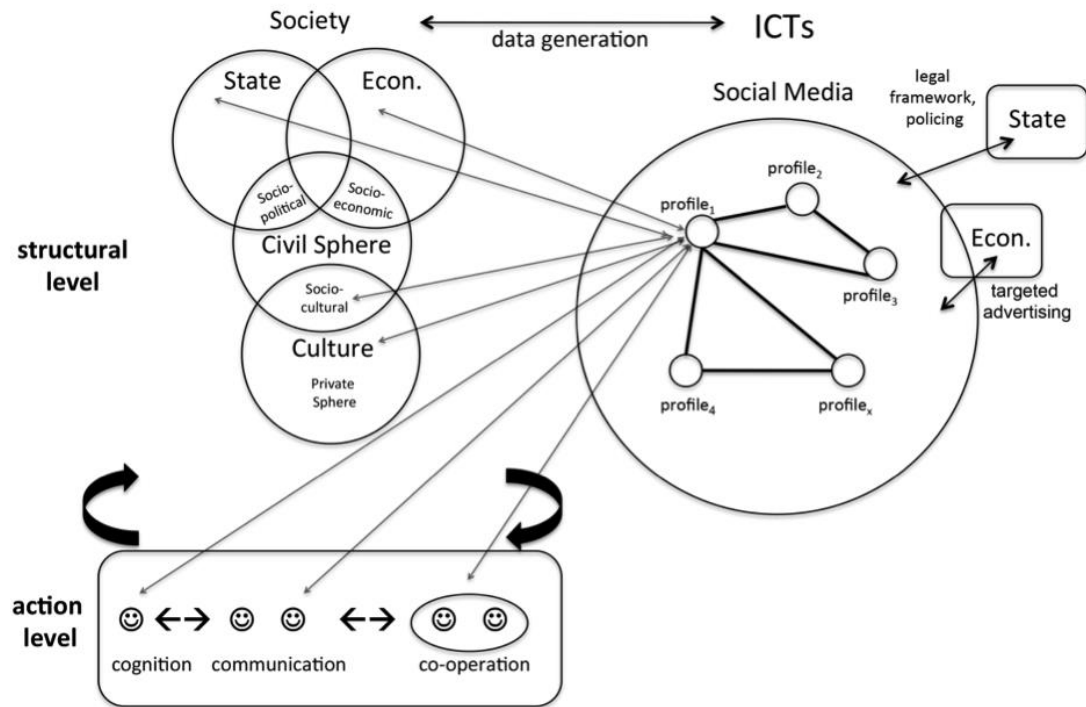 Society
data generation
ICTs
State
Econ.
Socio-
political
Socio-
economic
Civil Sphere
Socio-
cultural
Culture
Private
Sphere
structural
level
Social Media
legal
framework,
policing
State
profile₂
profile₁
Econ.
profile₃
targeted
advertising
profile₄
profileₓ
action
level
cognition
communication
co-operation